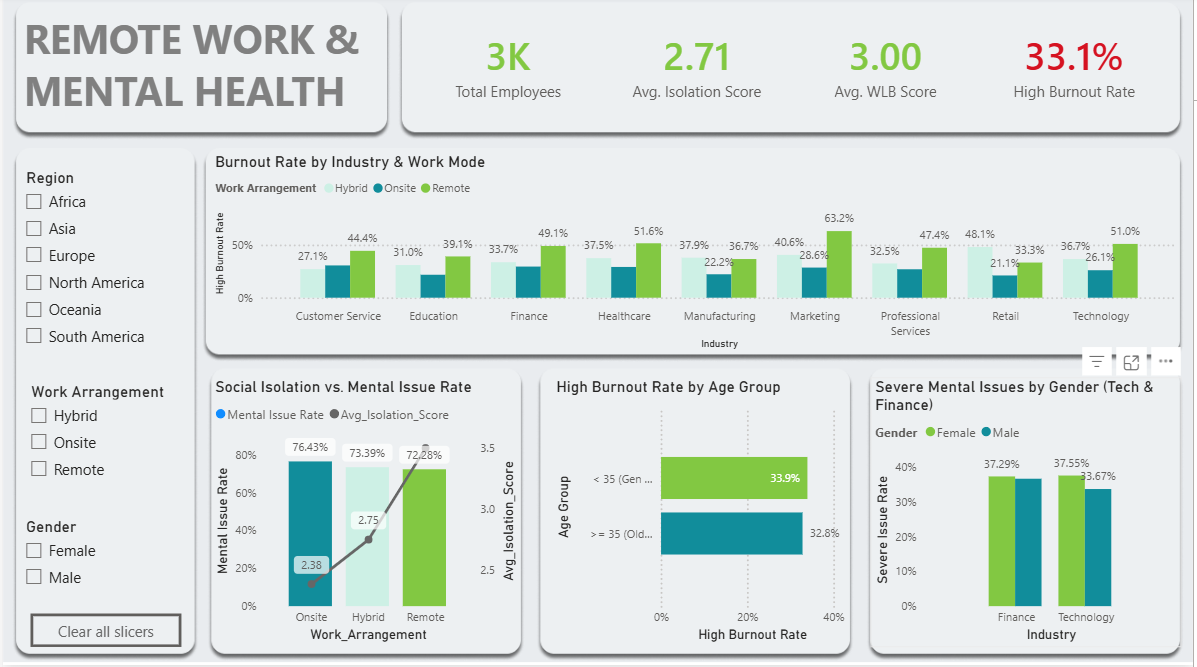 REMOTE WORK &
MENTAL HEALTH
3K
Total Employees
2.71
Avg. Isolation Score
3.00
Avg. WLB Score
33.1%
High Burnout Rate
Region
Africa
Asia
Europe
North America
Oceania
South America
Work Arrangement
Hybrid
Onsite
Remote
Gender
Female
Male
Clear all slicers
Burnout Rate by Industry & Work Mode
Work Arrangement Hybrid Onsite Remote
High Burnout Rate
50%
0%
27.1% 44.4%
31.0% 39.1%
33.7% 49.1%
37.5% 51.6%
37.9% 22.2% 36.7%
40.6% 28.6% 63.2%
32.5% 47.4%
48.1% 21.1% 33.3%
36.7% 26.1% 51.0%
Customer Service
Education
Finance
Healthcare
Manufacturing
Marketing
Professional
Services
Retail
Technology
Industry
Social Isolation vs. Mental Issue Rate
Mental Issue Rate Avg_Isolation_Score
Mental Issue Rate
80%
60%
40%
20%
0%
76.43%
73.39%
72.28%
2.38
2.75
3.5
3.0
2.5
Avg_Isolation_Score
Onsite Hybrid Remote
Work_Arrangement
High Burnout Rate by Age Group
Age Group
< 35 (Gen ...
33.9%
>= 35 (Old...
32.8%
0% 20% 40%
High Burnout Rate
Severe Mental Issues by Gender (Tech &
Finance)
Gender Female Male
Severe Issue Rate
40%
30%
20%
10%
0%
37.29%
37.55%
33.67%
Finance Technology
Industry